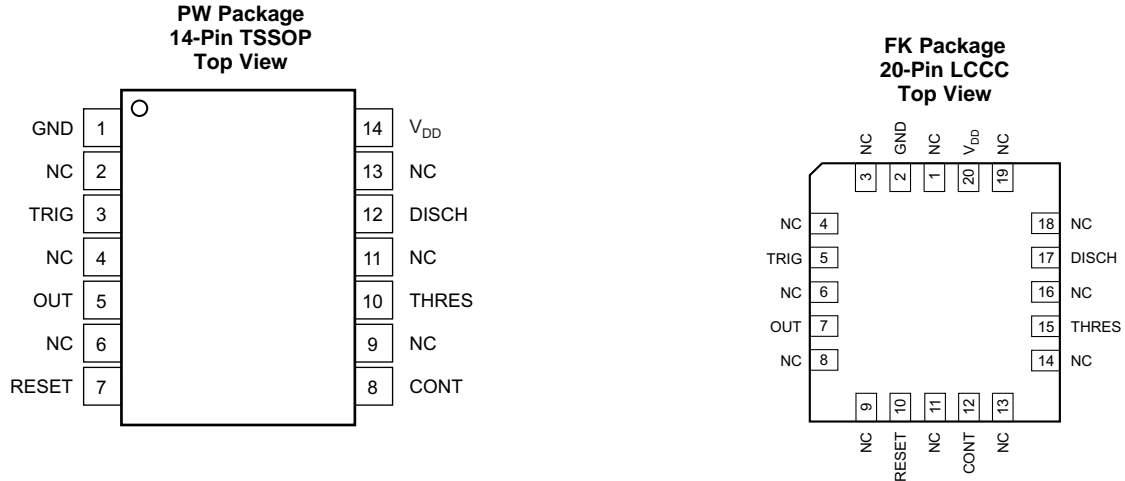 PW Package
14-Pin TSSOP
Top View
GND 1
NC 2
TRIG 3
NC 4
OUT 5
NC 6
RESET 7
14 VDD
13 NC
12 DISCH
11 NC
10 THRES
9 NC
8 CONT
FK Package
20-Pin LCCC
Top View
NC GND NC VDD NC
3 2 1 20 19
NC 4
TRIG 5
NC 6
OUT 7
NC 8
18 NC
17 DISCH
16 NC
15 THRES
14 NC
9 10 11 12 13
NC RESET NC CONT NC